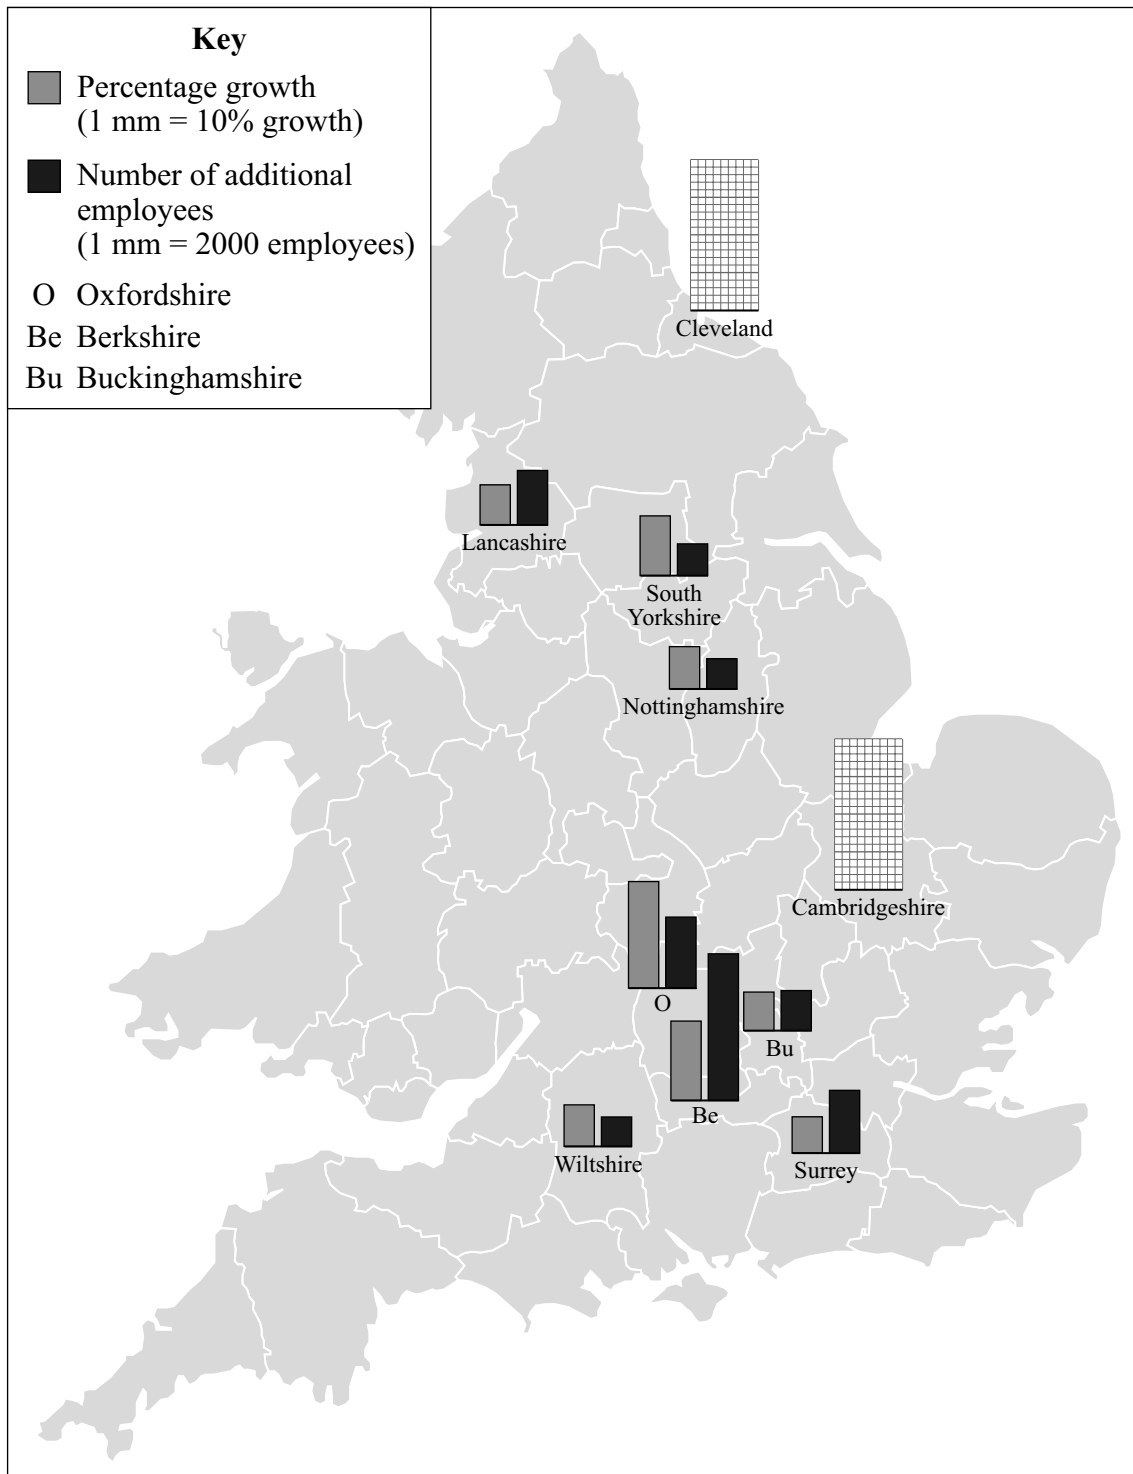 Key
Percentage growth
(1 mm = 10% growth)
Number of additional
employees
(1 mm = 2000 employees)
O Oxfordshire
Be Berkshire
Bu Buckinghamshire
Cleveland
Lancashire
South
Yorkshire
Nottinghamshire
Cambridgeshire
O
Bu
Be
Wiltshire
Surrey